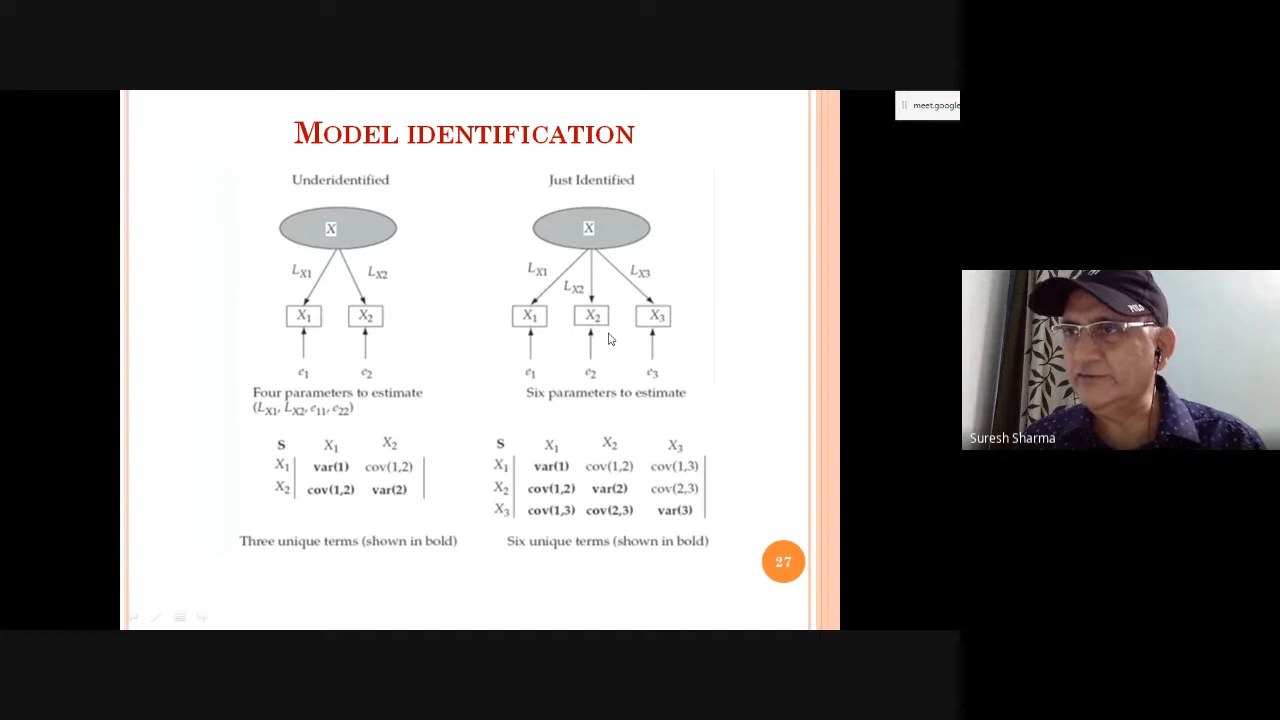 MODEL IDENTIFICATION
meet.google
Underidentified
Just Identified
X
X
LX1
LX2
LX1
LX2
LX3
X1
X2
X1
X2
X3
e1
e2
e1
e2
e3
Four parameters to estimate
(LX1, LX2, e11, e22)
Six parameters to estimate
S X1 X2
X1 var(1) cov(1,2)
X2 cov(1,2) var(2)
S X1 X2 X3
X1 var(1) cov(1,2) cov(1,3)
X2 cov(1,2) var(2) cov(2,3)
X3 cov(1,3) cov(2,3) var(3)
Three unique terms (shown in bold)
Six unique terms (shown in bold)
27
POLO
Suresh Sharma